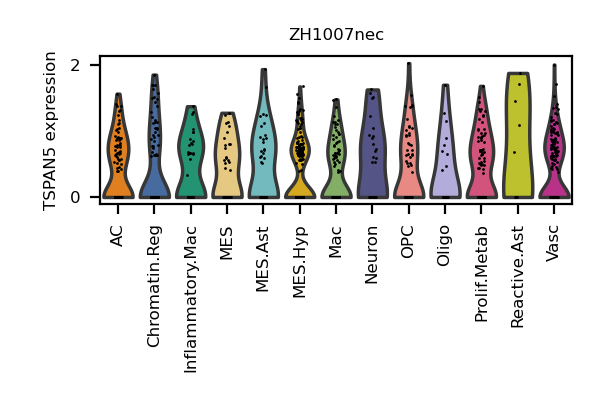 ZH1007nec
TSPAN5 expression
2
0
AC
Chromatin.Reg
Inflammatory.Mac
MES
MES.Ast
MES.Hyp
Mac
Neuron
OPC
Oligo
Prolif.Metab
Reactive.Ast
Vasc